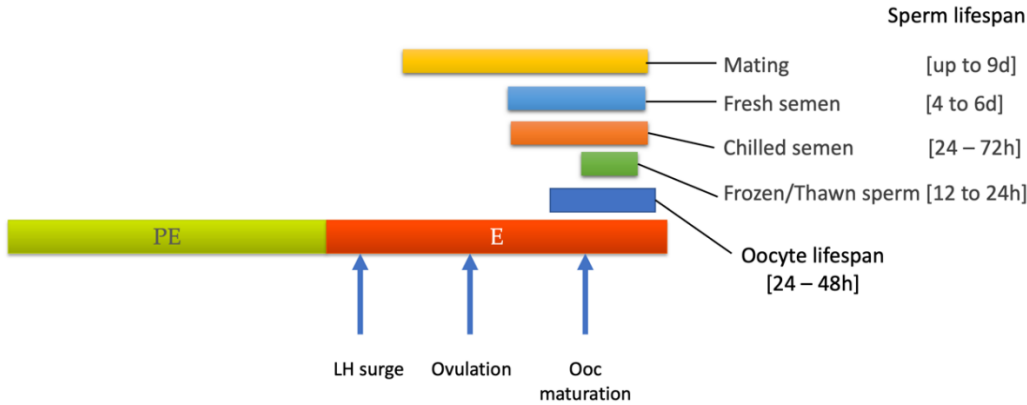 Sperm lifespan
Mating [up to 9d]
Fresh semen [4 to 6d]
Chilled semen [24 – 72h]
Frozen/Thawn sperm [12 to 24h]
PE E
Oocyte lifespan
[24 – 48h]
LH surge Ovulation Ooc
maturation